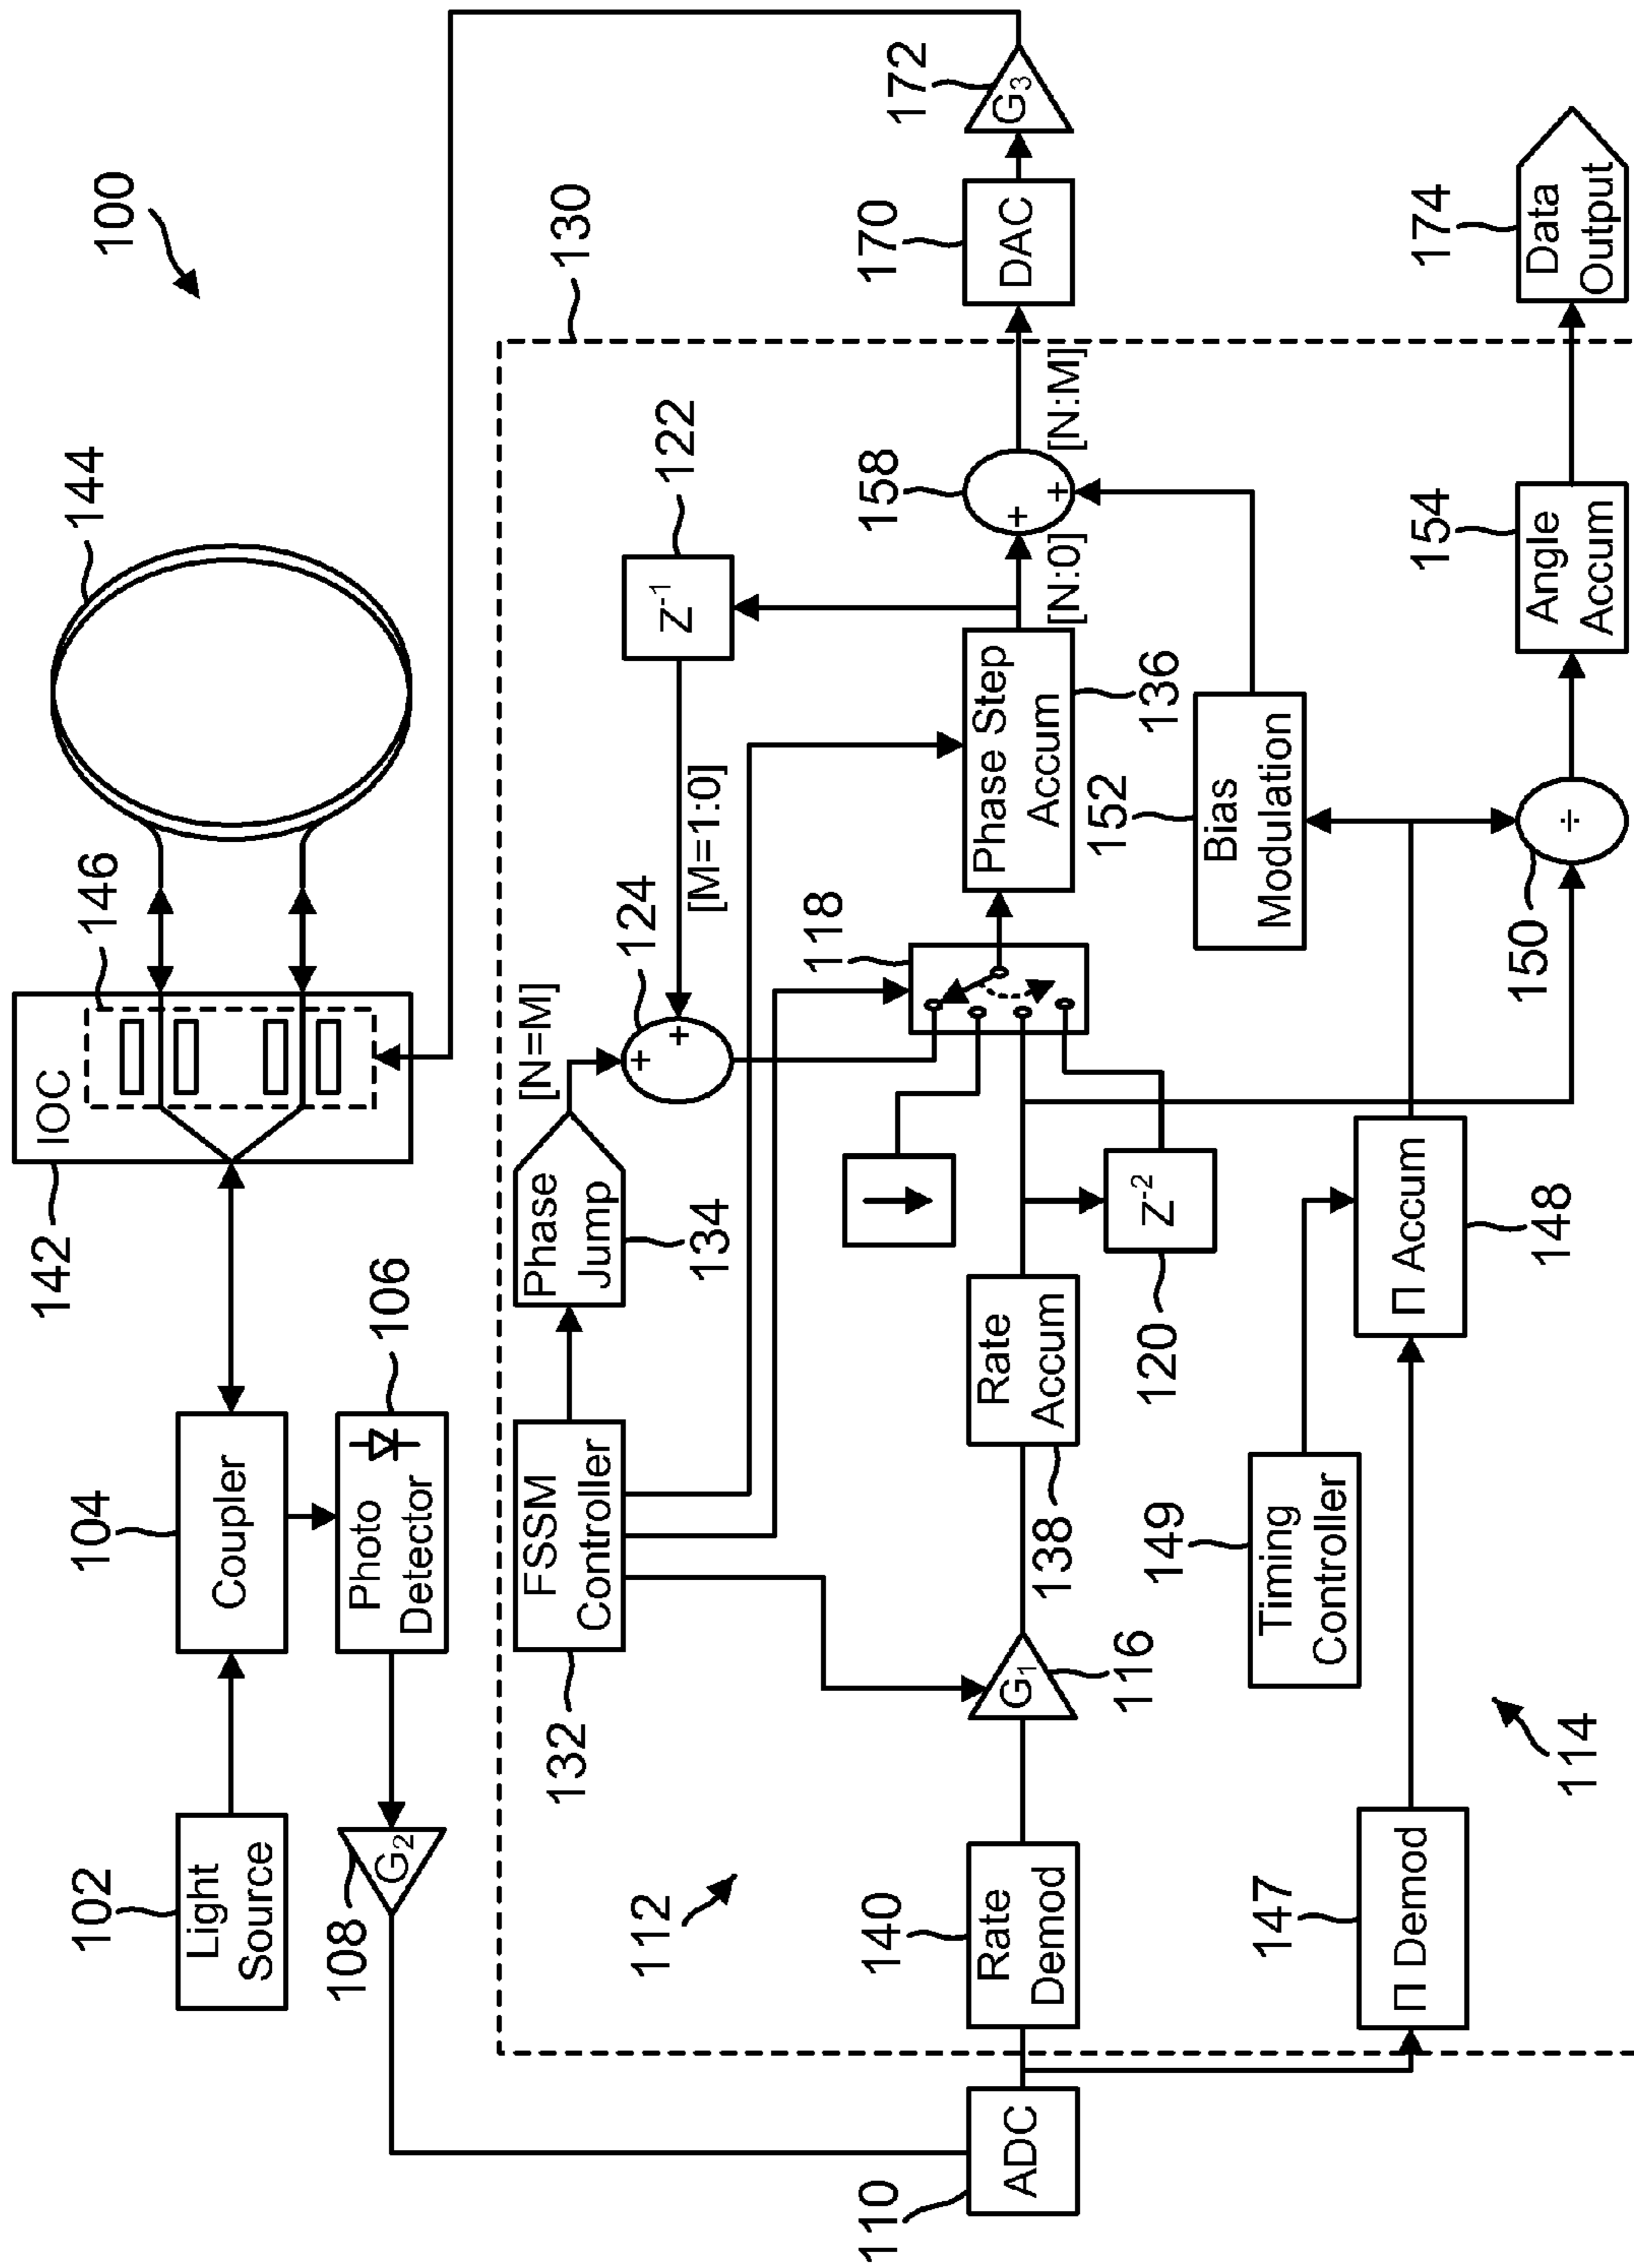 100
102
Light
Source
104
Coupler
142
IOC
146
144
108
G2
Photo
Detector
106
132
FSSM
Controller
Phase
Jump
134
[N=M]
124
+
+
[M=1:0]
Z-1
122
130
112
110
ADC
140
Rate
Demod
G1
116
138
Rate
Accum
Z-2
120
118
Phase Step
Accum
136
[N:0]
158
+
+
[N:M]
170
DAC
172
G3
149
Timing
Controller
152
Bias
Modulation
114
147
Π Demod
Π Accum
148
150
÷
154
Angle
Accum
174
Data
Output